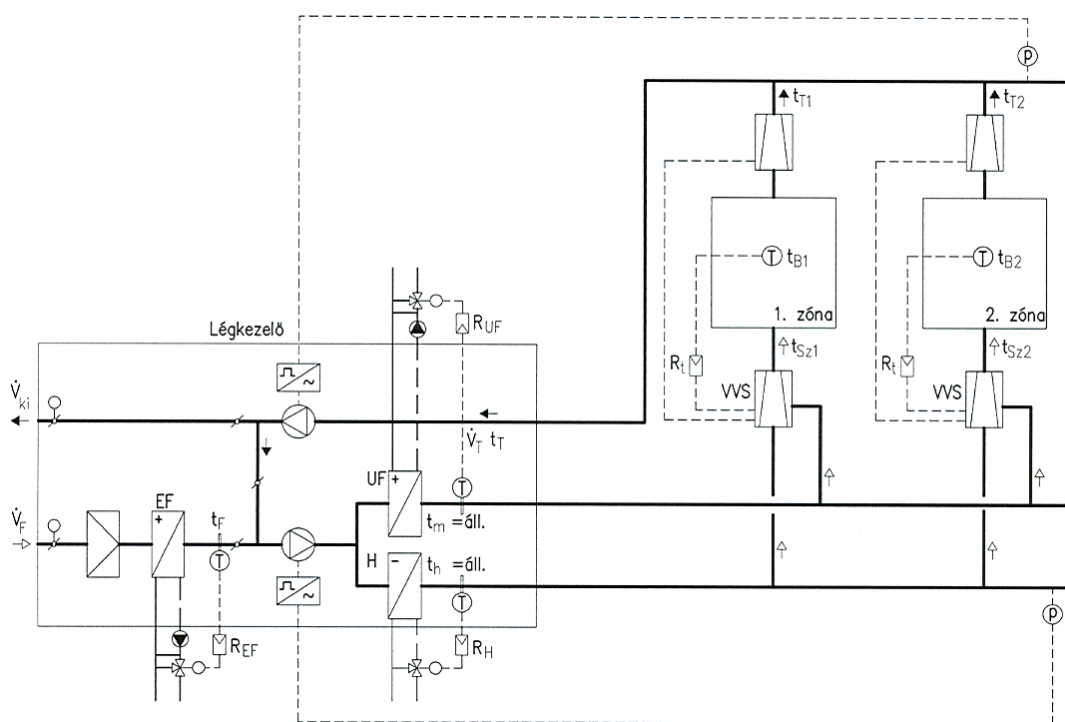 p
t_T1
t_T2
T t_B1
T t_B2
1. zóna
2. zóna
R_UF
Légkezelő
t_Sz1
t_Sz2
R_t
R_t
VVS
VVS
V̇_ki
V̇_T t_T
UF
+
T
EF
t_m =áll.
V̇_F
+
t_F
T
H
-
t_h =áll.
T
p
R_EF
R_H